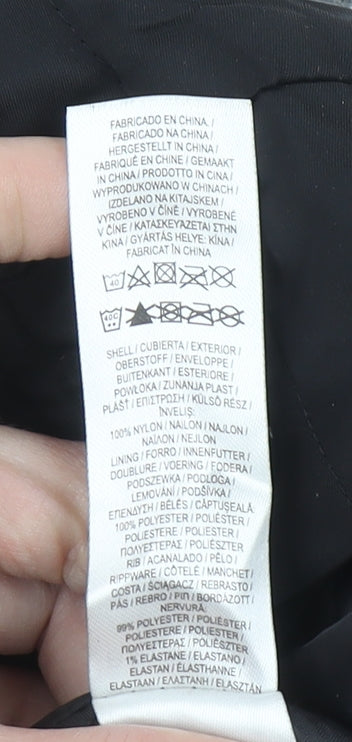 FABRICADO EN CHINA. /
FABRICADO NA CHINA /
HERGESTELLT IN CHINA /
FABRIQUÉ EN CHINE / GEMAAKT
IN CHINA / PRODOTTO IN CINA /
WYPRODUKOWANO W CHINACH /
IZDELANO NA KITAJSKEM /
VYROBENO V ČÍNĚ / VYROBENÉ
V ČÍNE / ΚΑΤΑΣΚΕΥΑΖΕΤΑΙ ΣΤΗΝ
ΚΙΝΑ / GYÁRTÁS HELYE: KÍNA /
FABRICAT ÎN CHINA
40
40C
SHELL / CUBIERTA / EXTERIOR /
OBERSTOFF / ENVELOPPE /
BUITENKANT / ESTERIORE /
POWŁOKA / ZUNANJA PLAST /
PLÁŠŤ / ΕΠΙΣΤΡΩΣΗ / KÜLSŐ RÉSZ /
ÎNVELIȘ:
100% NYLON / NAILON / NAJLON /
NAÏLON / NEJLON
LINING / FORRO / INNENFUTTER /
DOUBLURE / VOERING / FODERA /
PODSZEWKA / PODLOGA /
LEMOVÁNÍ / PODŠÍVKA /
ΕΠΕΝΔΥΣΗ / BÉLÉS / CĂPTUȘEALĂ
100% POLYESTER / POLIÉSTER /
POLIESTERE / POLIESTER /
ΠΟΛΥΕΣΤΕΡΑΣ / POLIÉSZTER
RIB / ACANALADO / PÊLO /
RIPPWARE / CÔTELÉ / MANCHET /
COSTA / ŚCIĄGACZ / REBRASTO /
PÁS / REBRO / ΡΙΠ / BORDÁZOTT /
NERVURĂ:
99% POLYESTER / POLIÉSTER /
POLIESTERE / POLIESTER /
ΠΟΛΥΕΣΤΕΡΑΣ / POLIÉSZTER
1% ELASTANE / ELASTANO /
ELASTAN / ÉLASTHANNE /
ELASTAAN / ΕΛΑΣΤΑΝΗ / ELASZTÁN